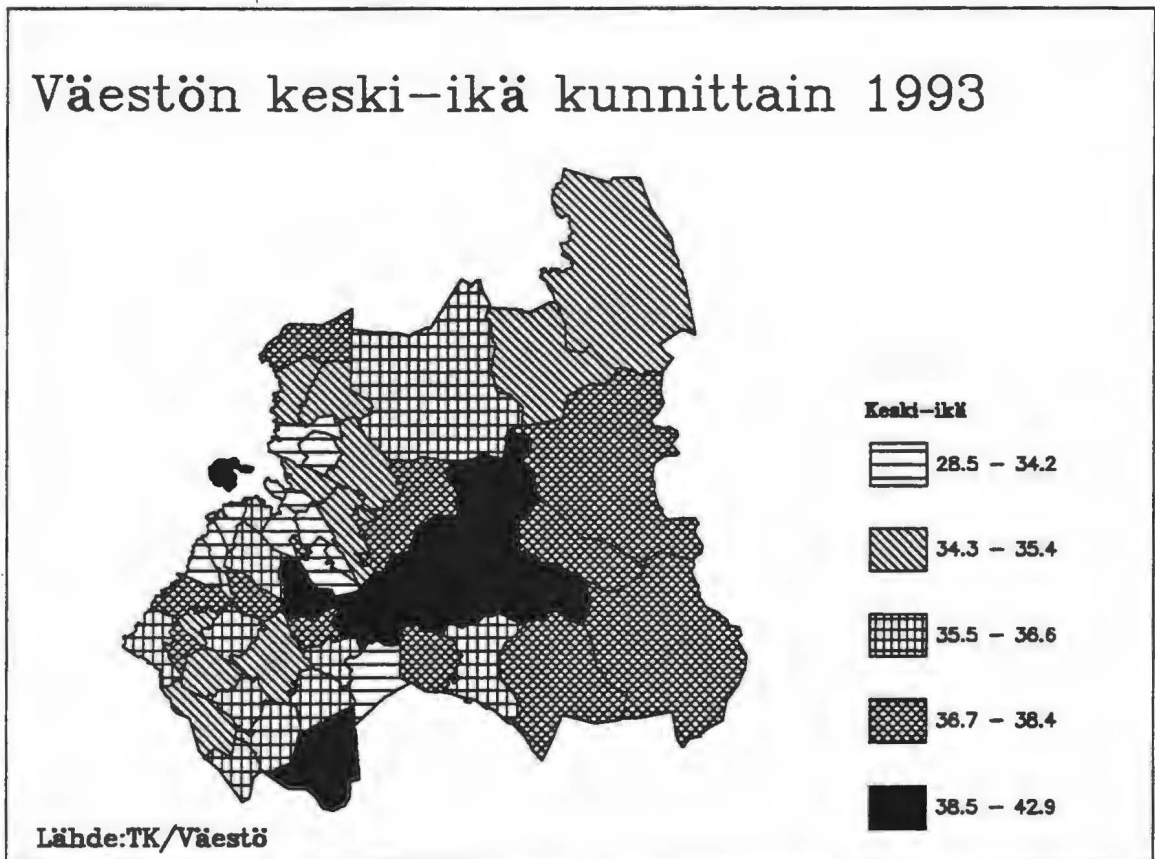 Väestön keski-ikä kunnittain 1993
Keski-ikä
28.5 - 34.2
34.3 - 35.4
35.5 - 36.6
36.7 - 38.4
38.5 - 42.9
Lähde:TK/Väestö